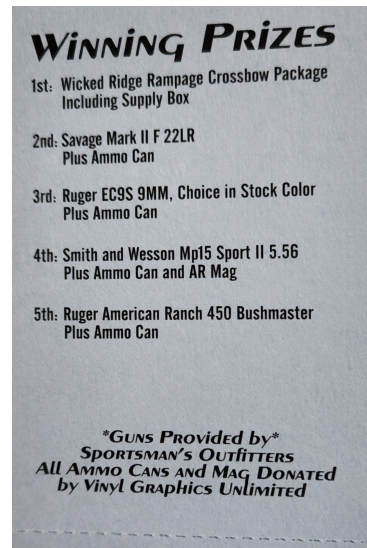 Winning Prizes
1st: Wicked Ridge Rampage Crossbow Package
Including Supply Box
2nd: Savage Mark II F 22LR
Plus Ammo Can
3rd: Ruger EC9S 9MM, Choice in Stock Color
Plus Ammo Can
4th: Smith and Wesson Mp15 Sport II 5.56
Plus Ammo Can and AR Mag
5th: Ruger American Ranch 450 Bushmaster
Plus Ammo Can
*Guns Provided by*
Sportsman's Outfitters
All Ammo Cans and Mag Donated
by Vinyl Graphics Unlimited